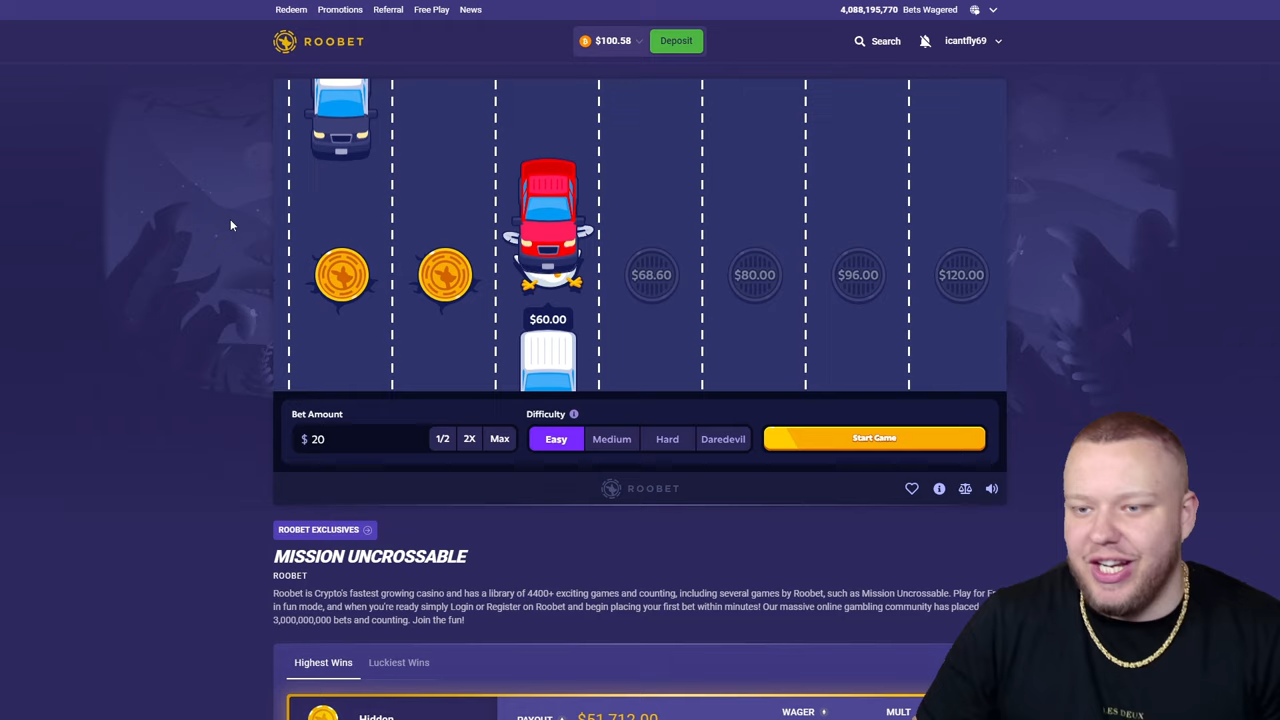 Redeem Promotions Referral Free Play News 4,088,195,770 Bets Wagered
ROOBET $100.58 Deposit Search icantfly69
$68.60 $80.00 $96.00 $120.00
$60.00
Bet Amount Difficulty
$ 20 1/2 2X Max Easy Medium Hard Daredevil Start Game
ROOBET
ROOBET EXCLUSIVES
MISSION UNCROSSABLE
ROOBET
Roobet is Crypto's fastest growing casino and has a library of 4400+ exciting games and counting, including several games by Roobet, such as Mission Uncrossable. Play for
in fun mode, and when you're ready simply Login or Register on Roobet and begin placing your first bet within minutes! Our massive online gambling community has placed
3,000,000,000 bets and counting. Join the fun!
Highest Wins Luckiest Wins
Hidden PAYOUT $51,712.00 WAGER MULT
LES DEUX